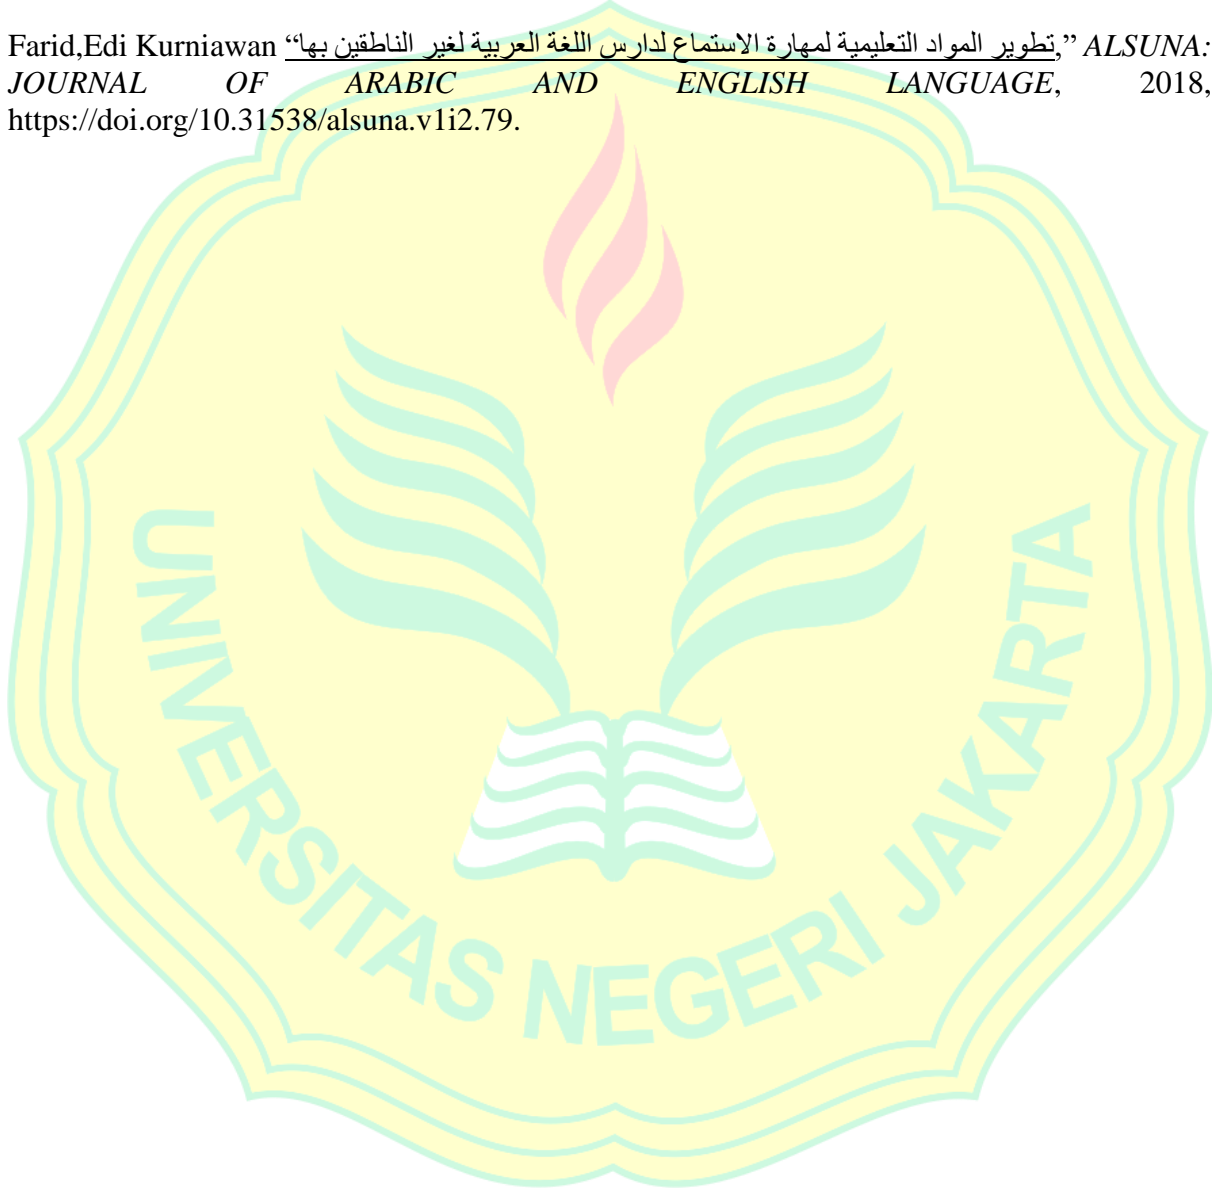 Farid,Edi Kurniawan “تطوير المواد التعليمية لمهارة الاستماع لدارس اللغة العربية لغير الناطقين بها,” ALSUNA:
JOURNAL OF ARABIC AND ENGLISH LANGUAGE, 2018,
https://doi.org/10.31538/alsuna.v1i2.79.
UNIVERSITAS NEGERI JAKARTA